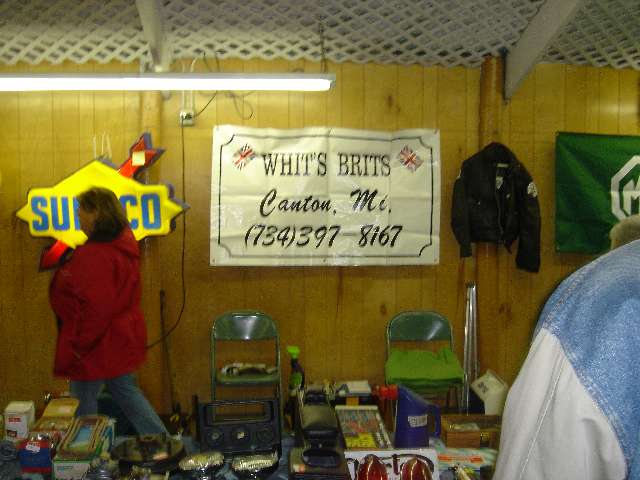 WHIT'S BRITS
Canton, Mi.
(734)397-8167